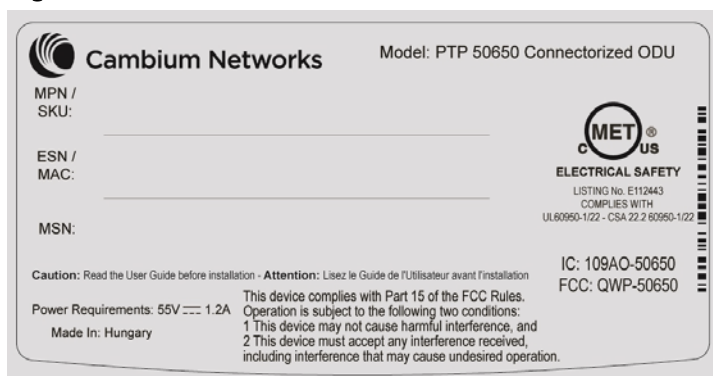 Cambium Networks
Model: PTP 50650 Connectorized ODU
MPN /
SKU:
ESN /
MAC:
MSN:
MET
C US
®
ELECTRICAL SAFETY
LISTING No. E112443
COMPLIES WITH
UL60950-1/22 - CSA 22.2 60950-1/22
IC: 109AO-50650
FCC: QWP-50650
Caution: Read the User Guide before installation - Attention: Lisez le Guide de l'Utilisateur avant l'installation
Power Requirements: 55V ⎓ 1.2A
Made In: Hungary
This device complies with Part 15 of the FCC Rules.
Operation is subject to the following two conditions:
1 This device may not cause harmful interference, and
2 This device must accept any interference received,
including interference that may cause undesired operation.